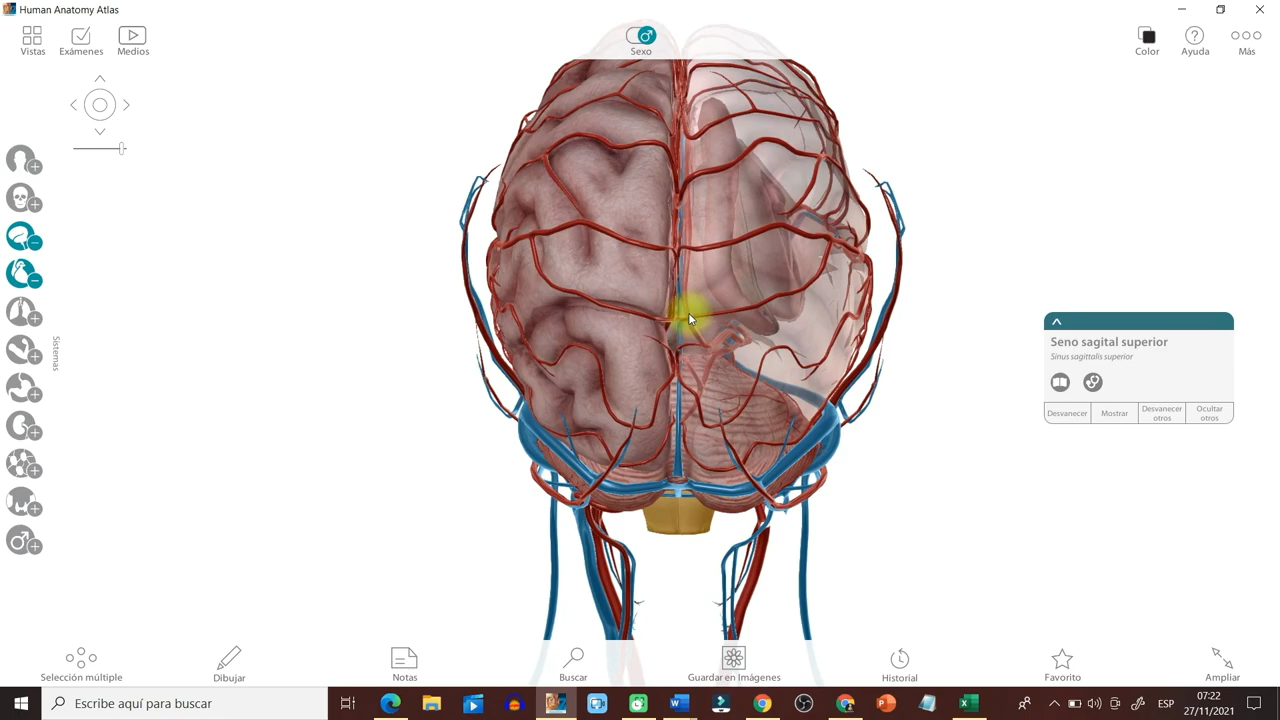 Human Anatomy Atlas
Vistas
Exámenes
Medios
Sexo
Color
Ayuda
Más
Sistemas
Seno sagital superior
Sinus sagittalis superior
Desvanecer
Mostrar
Desvanecer
otros
Ocultar
otros
Selección múltiple
Dibujar
Notas
Buscar
Guardar en Imágenes
Historial
Favorito
Ampliar
Escribe aquí para buscar
ESP
07:22
27/11/2021